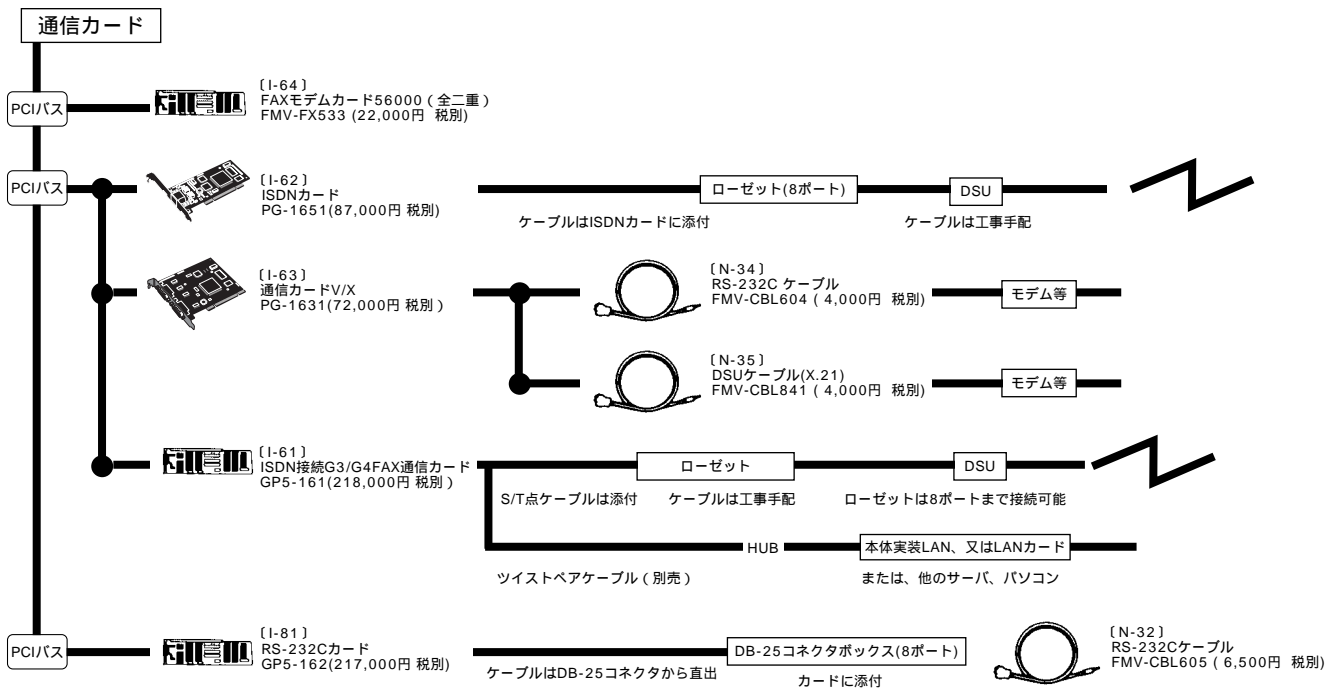 通信カード
PCIバス
〔I-64〕
FAXモデムカード56000（全二重）
FMV-FX533 (22,000円 税別)
PCIバス
〔I-62〕
ISDNカード
PG-1651(87,000円 税別)
ケーブルはISDNカードに添付
ローゼット(8ポート)
DSU
ケーブルは工事手配
〔I-63〕
通信カードV/X
PG-1631(72,000円 税別）
〔N-34〕
RS-232C ケーブル
FMV-CBL604 ( 4,000円 税別)
モデム等
〔N-35〕
DSUケーブル(X.21)
FMV-CBL841 ( 4,000円 税別)
モデム等
〔I-61〕
ISDN接続G3/G4FAX通信カード
GP5-161(218,000円 税別）
S/T点ケーブルは添付
ローゼット
ケーブルは工事手配
DSU
ローゼットは8ポートまで接続可能
HUB
本体実装LAN、又はLANカード
ツイストペアケーブル（別売）
または、他のサーバ、パソコン
PCIバス
〔I-81〕
RS-232Cカード
GP5-162(217,000円 税別)
ケーブルはDB-25コネクタから直出
DB-25コネクタボックス(8ポート)
カードに添付
〔N-32〕
RS-232Cケーブル
FMV-CBL605 ( 6,500円 税別)